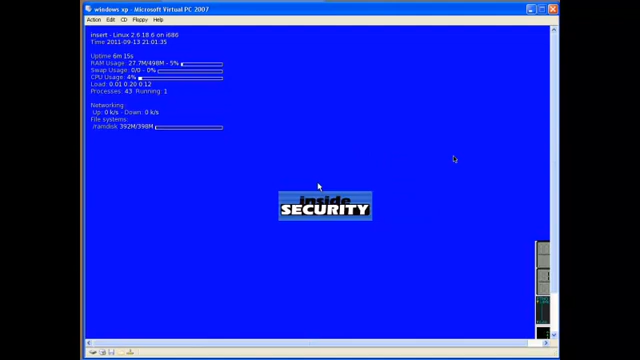 windows xp - Microsoft Virtual PC 2007
Action Edit CD Floppy Help
insert - Linux 2.6.18.6 on i686
Time 2011-09-13 21:01:35
Uptime 6m 15s
RAM Usage: 27.7M/498M - 5%
Swap Usage: 0/0 - 0%
CPU Usage: 4%
Load: 0.01 0.20 0.12
Processes: 43 Running: 1
Networking:
Up: 0 k/s - Down: 0 k/s
File systems:
/ramdisk 392M/398M
inside
SECURITY